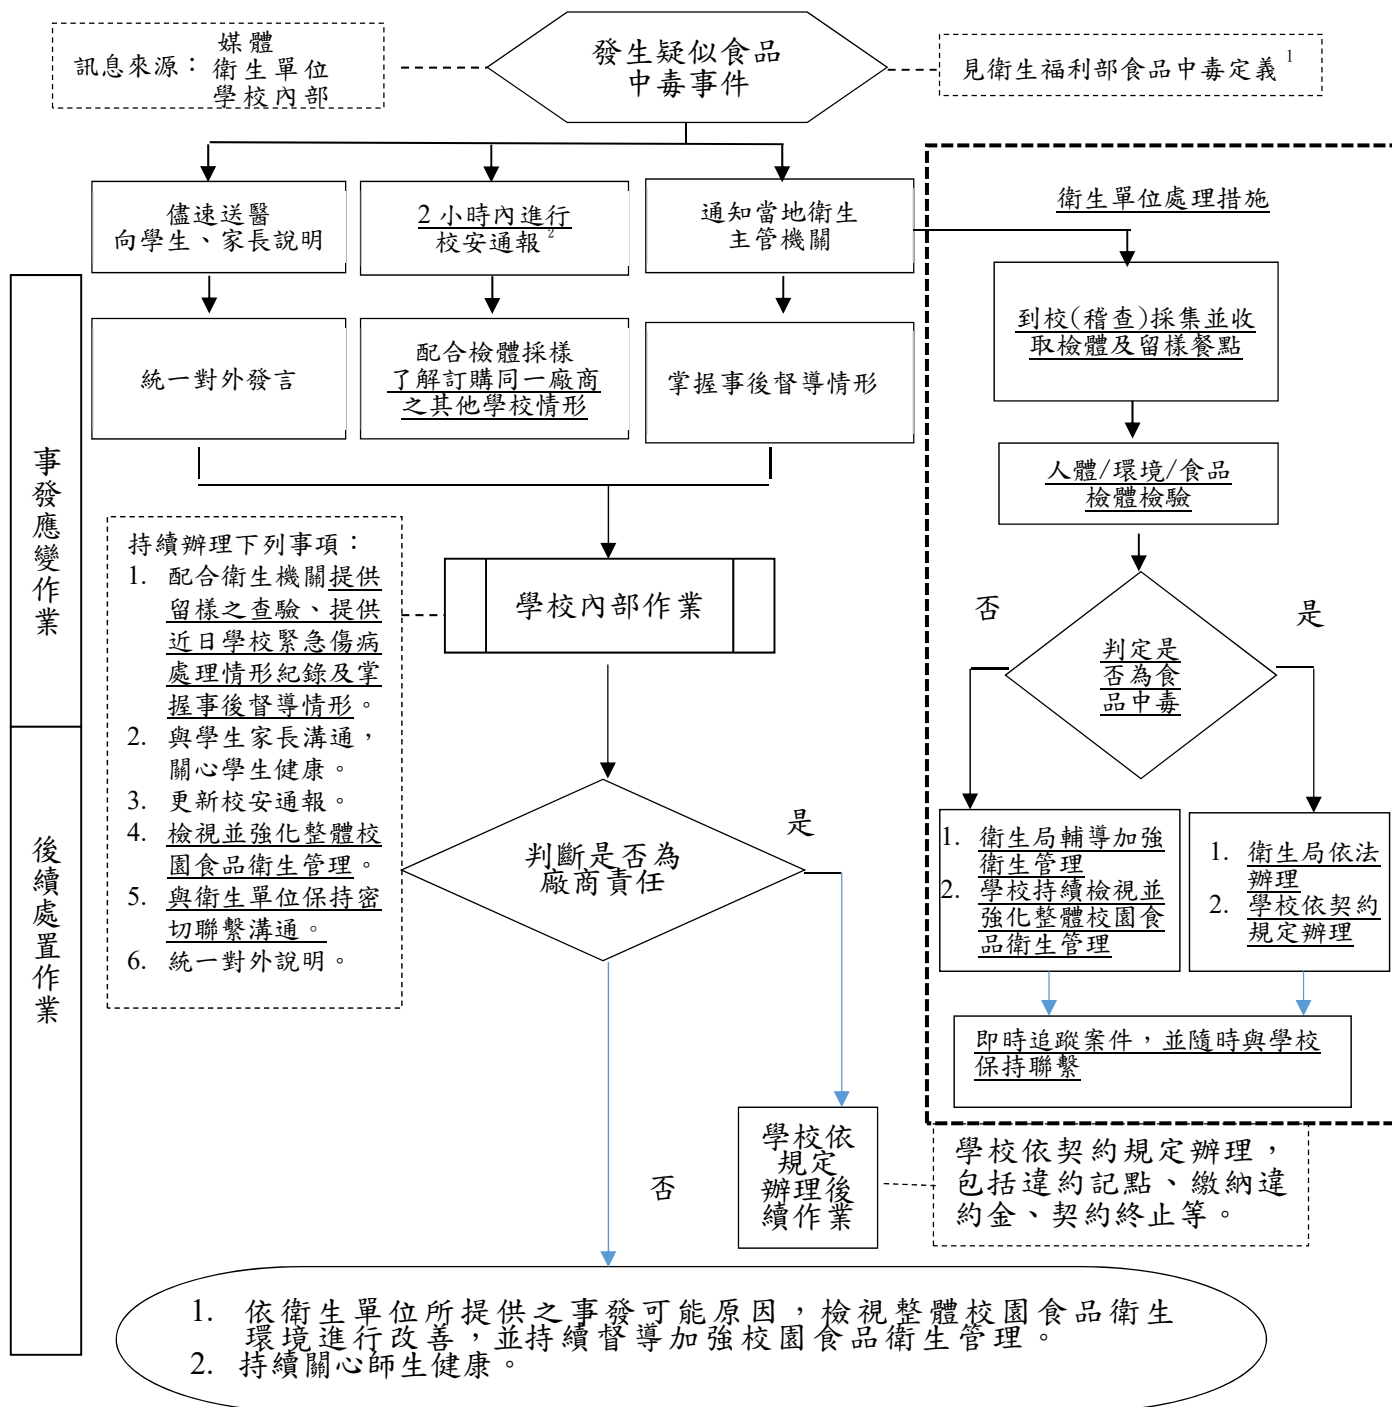 媒體
訊息來源：衛生單位
學校內部
發生疑似食品
中毒事件
見衛生福利部食品中毒定義1
儘速送醫
向學生、家長說明
2小時內進行
校安通報2
通知當地衛生
主管機關
衛生單位處理措施
統一對外發言
配合檢體採樣
了解訂購同一廠商
之其他學校情形
掌握事後督導情形
到校(稽查)採集並收
取檢體及留樣餐點
人體/環境/食品
檢體檢驗
事發應變作業
持續辦理下列事項：
1. 配合衛生機關提供
留樣之查驗、提供
近日學校緊急傷病
處理情形紀錄及掌
握事後督導情形。
2. 與學生家長溝通，
關心學生健康。
3. 更新校安通報。
4. 檢視並強化整體校
園食品衛生管理。
5. 與衛生單位保持密
切聯繫溝通。
6. 統一對外說明。
學校內部作業
否
是
判定是
否為食
品中毒
後續處置作業
判斷是否為
廠商責任
是
1. 衛生局輔導加強
衛生管理
2. 學校持續檢視並
強化整體校園食
品衛生管理
1. 衛生局依法
辦理
2. 學校依契約
規定辦理
即時追蹤案件，並隨時與學校
保持聯繫
否
學校依
規定
辦理後
續作業
學校依契約規定辦理，
包括違約記點、繳納違
約金、契約終止等。
1. 依衛生單位所提供之事發可能原因，檢視整體校園食品衛生
環境進行改善，並持續督導加強校園食品衛生管理。
2. 持續關心師生健康。